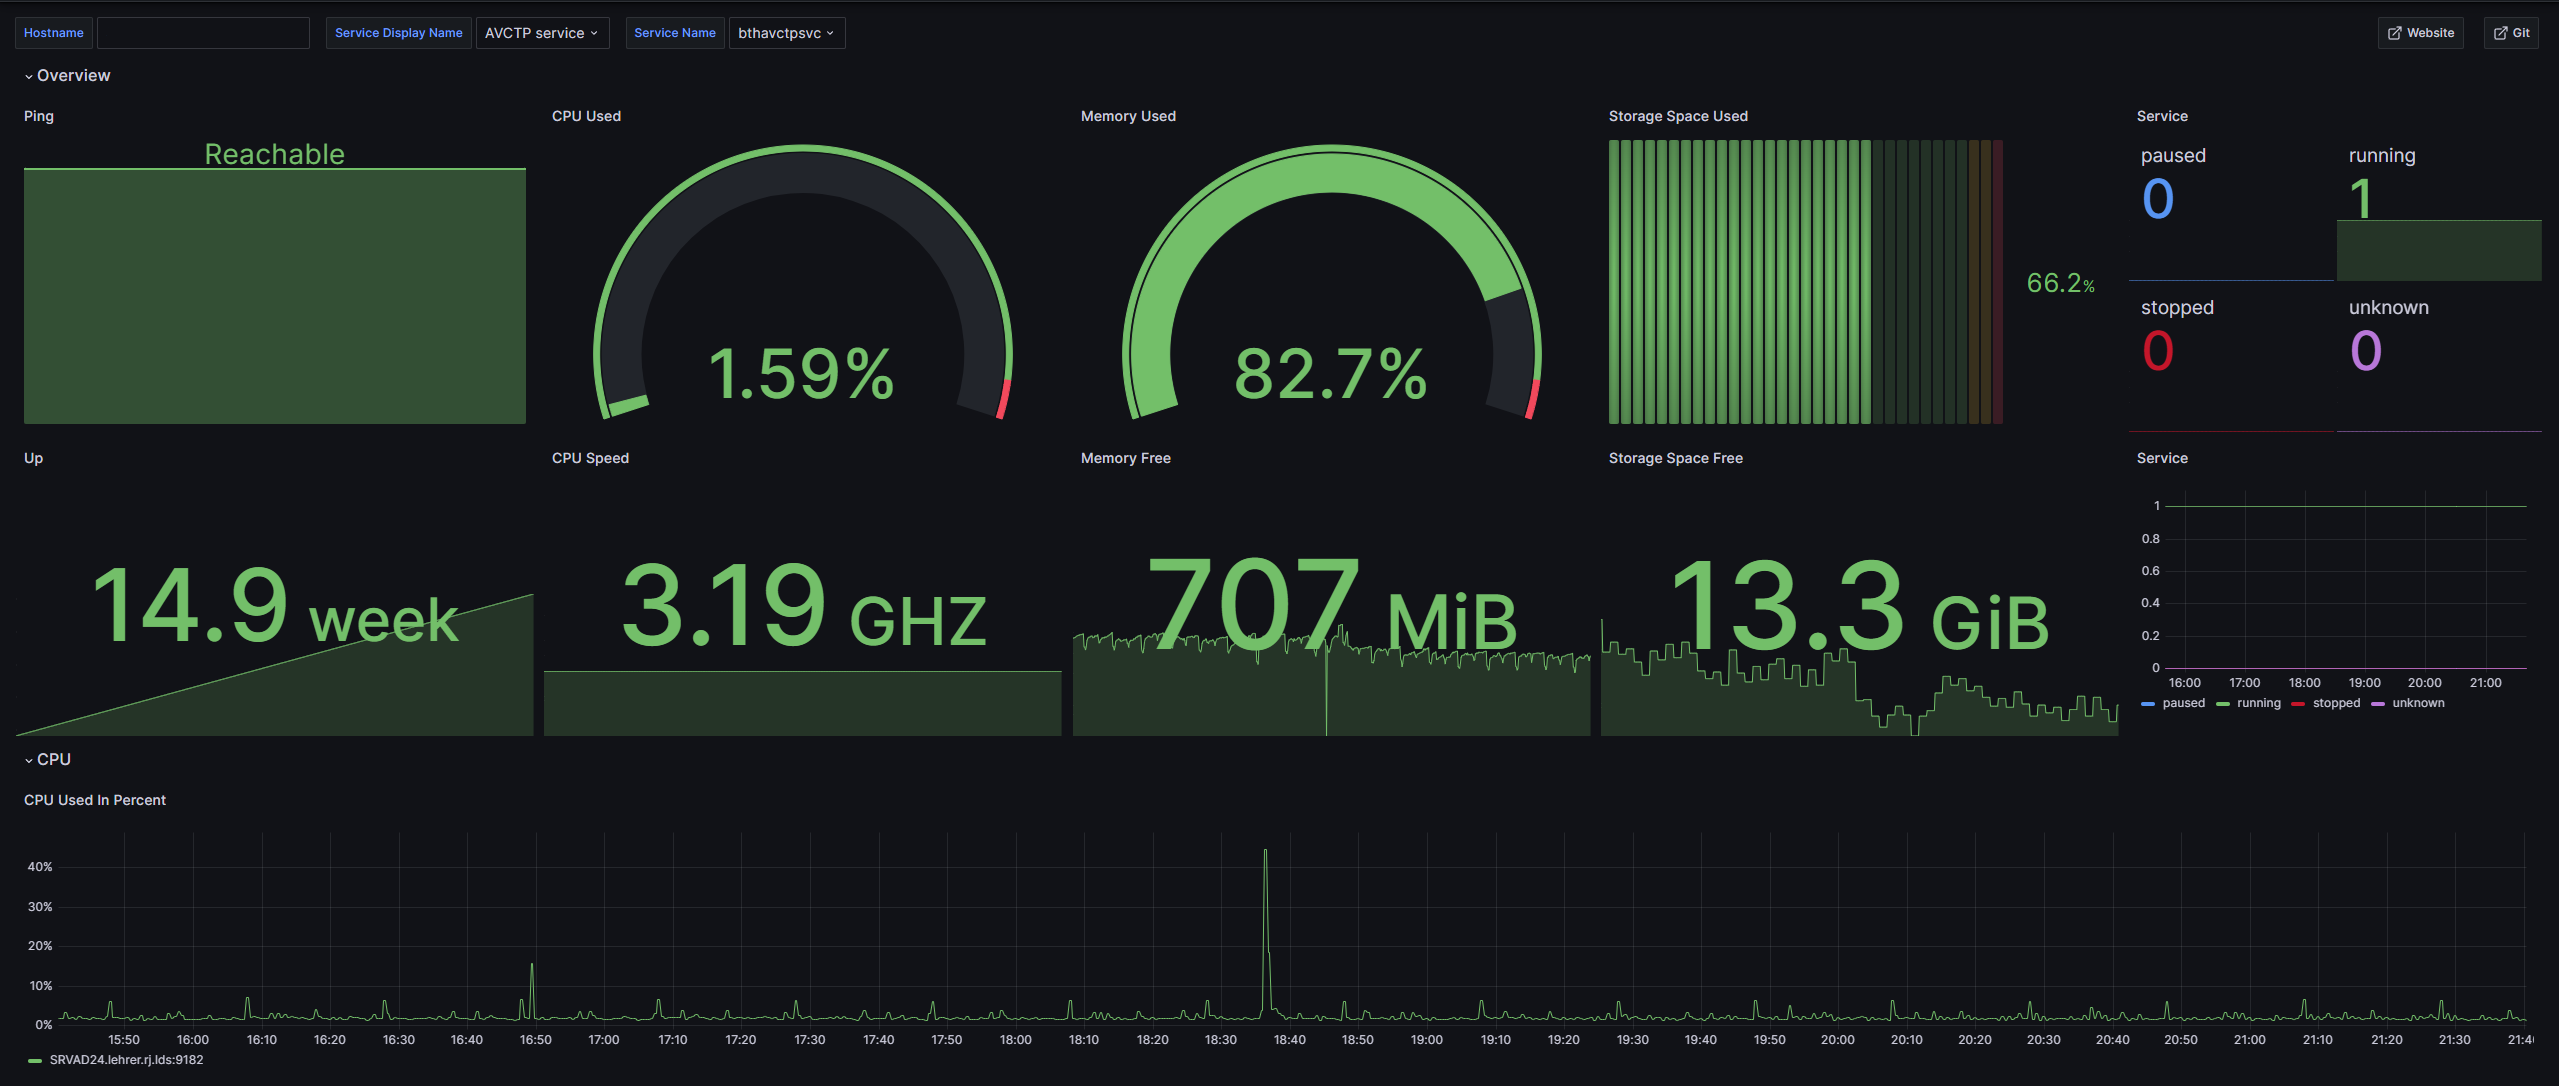 Hostname Service Display Name AVCTP service Service Name bthavctpsvc Website Git
Overview
Ping CPU Used Memory Used Storage Space Used Service
Reachable
1.59%
82.7%
66.2%
paused running
0 1
stopped unknown
0 0
Up CPU Speed Memory Free Storage Space Free Service
14.9 week
3.19 GHZ
707 MiB
13.3 GiB
1
0.8
0.6
0.4
0.2
0
16:00 17:00 18:00 19:00 20:00 21:00
paused running stopped unknown
CPU
CPU Used In Percent
40%
30%
20%
10%
0%
15:50 16:00 16:10 16:20 16:30 16:40 16:50 17:00 17:10 17:20 17:30 17:40 17:50 18:00 18:10 18:20 18:30 18:40 18:50 19:00 19:10 19:20 19:30 19:40 19:50 20:00 20:10 20:20 20:30 20:40 20:50 21:00 21:10 21:20 21:30
SRVAD24.lehrer.rj.lds:9182